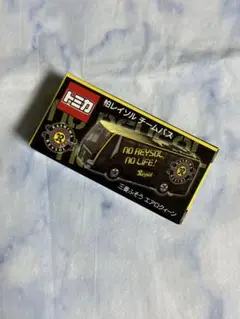 トミカ
柏レイソル チームバス
NO REYSOL,
NO LIFE!
Reysol
三菱ふそう エアロクィーン